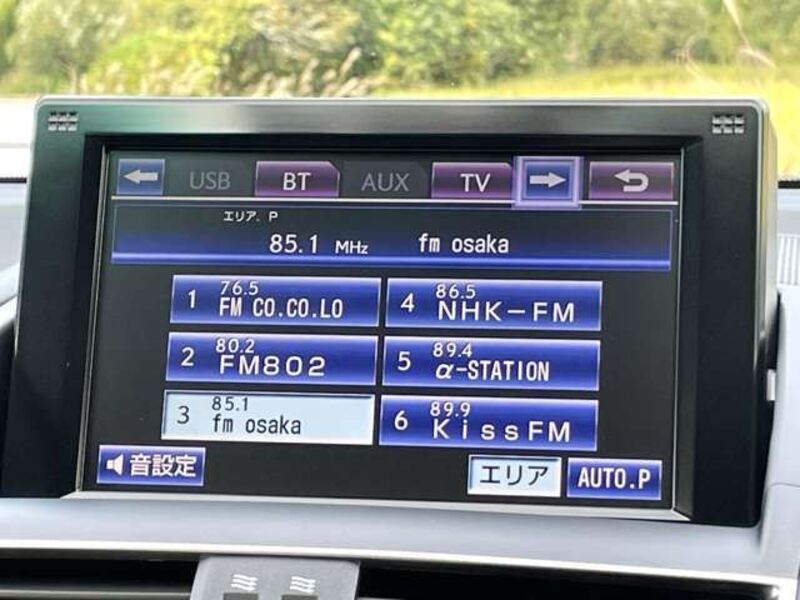 USB BT AUX TV
エリア. P
85.1 MHz fm osaka
1 76.5 FM CO.CO.LO
4 86.5 NHK-FM
2 80.2 FM802
5 89.4 α-STATION
3 85.1 fm osaka
6 89.9 KissFM
音設定 エリア AUTO.P